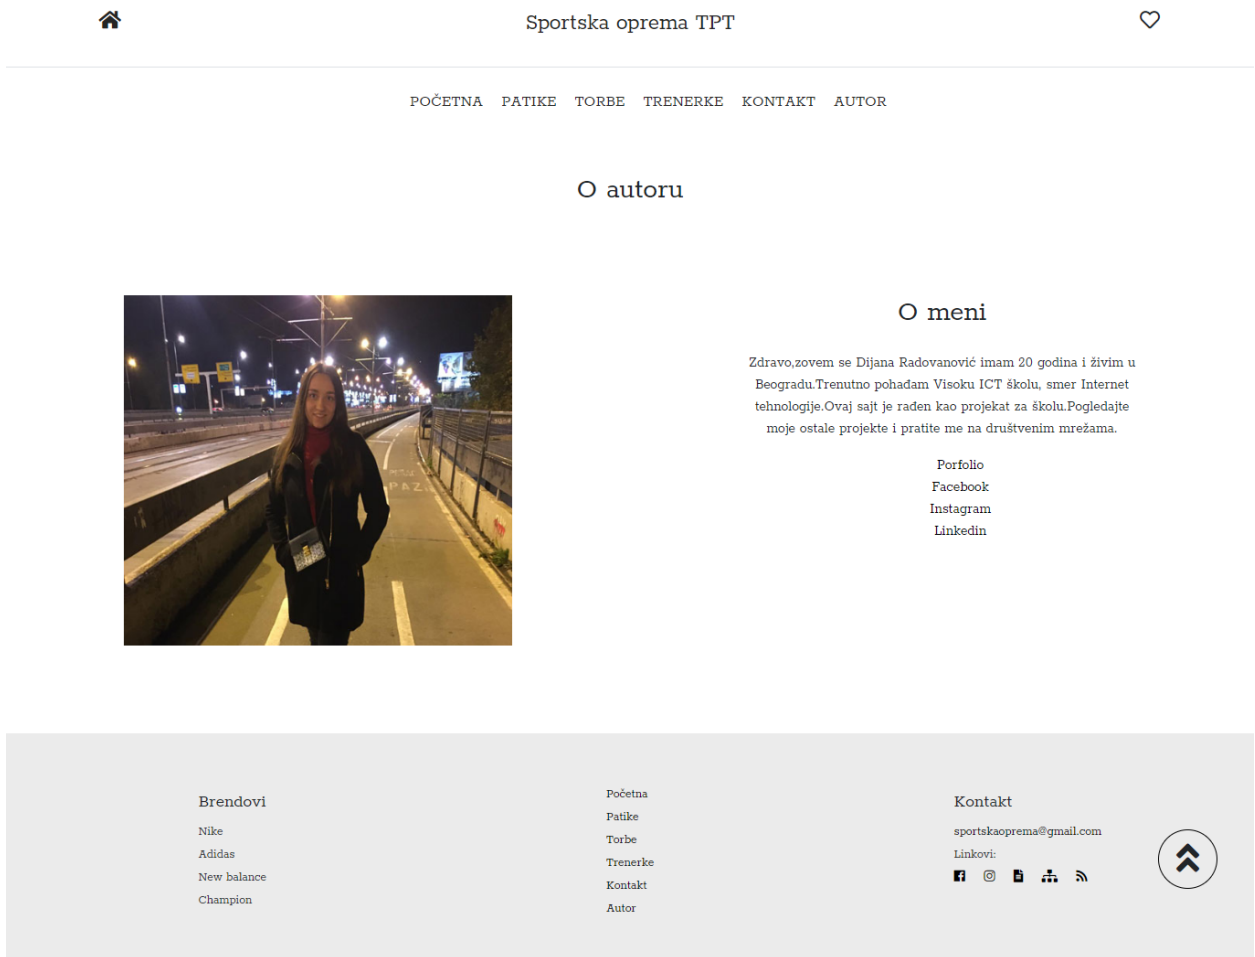 Sportska oprema TPT
POČETNA PATIKE TORBE TRENERKE KONTAKT AUTOR
O autoru
PAZI
O meni
Zdravo,zovem se Dijana Radovanović imam 20 godina i živim u
Beogradu.Trenutno pohađam Visoku ICT školu, smer Internet
tehnologije.Ovaj sajt je rađen kao projekat za školu.Pogledajte
moje ostale projekte i pratite me na društvenim mrežama.
Porfolio
Facebook
Instagram
Linkedin
Brendovi
Nike
Adidas
New balance
Champion
Početna
Patike
Torbe
Trenerke
Kontakt
Autor
Kontakt
sportskaoprema@gmail.com
Linkovi: